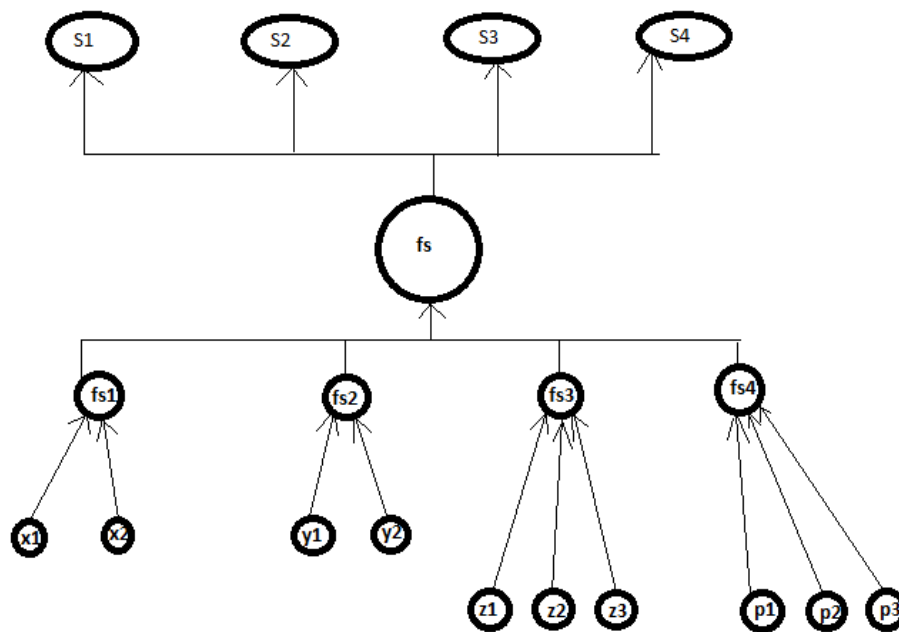 S1 S2 S3 S4
fs
fs1 fs2 fs3 fs4
x1 x2 y1 y2
z1 z2 z3 p1 p2 p3